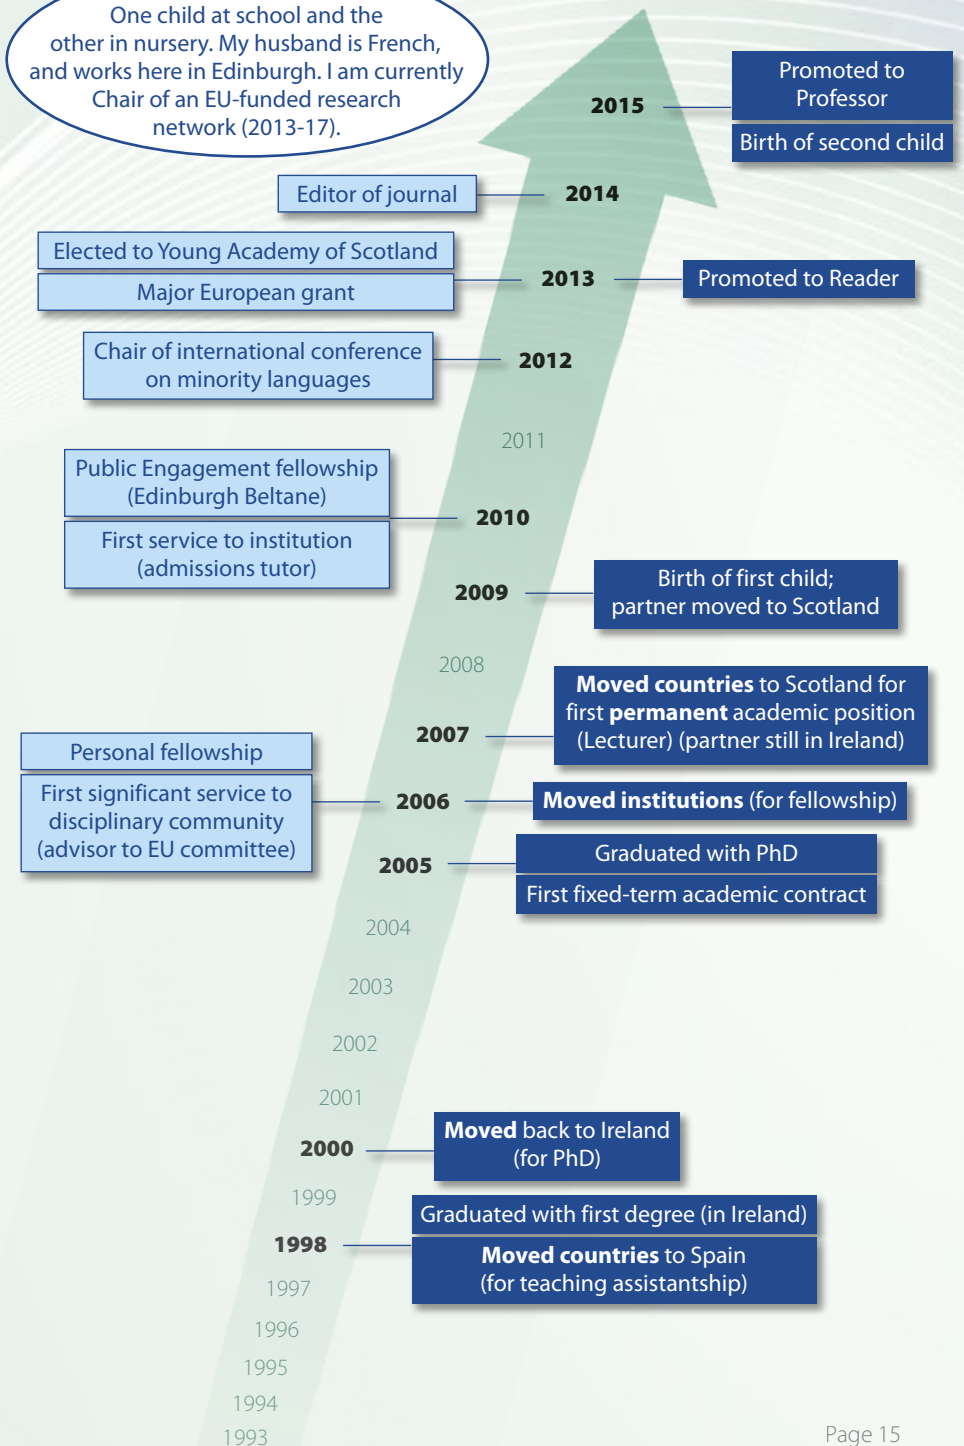 One child at school and the
other in nursery. My husband is French,
and works here in Edinburgh. I am currently
Chair of an EU-funded research
network (2013-17).
2015
Promoted to
Professor
Birth of second child
Editor of journal
2014
Elected to Young Academy of Scotland
Major European grant
2013
Promoted to Reader
Chair of international conference
on minority languages
2012
2011
Public Engagement fellowship
(Edinburgh Beltane)
First service to institution
(admissions tutor)
2010
2009
Birth of first child;
partner moved to Scotland
2008
2007
Moved countries to Scotland for
first permanent academic position
(Lecturer) (partner still in Ireland)
Personal fellowship
First significant service to
disciplinary community
(advisor to EU committee)
2006
Moved institutions (for fellowship)
2005
Graduated with PhD
First fixed-term academic contract
2004
2003
2002
2001
2000
Moved back to Ireland
(for PhD)
1999
1998
Graduated with first degree (in Ireland)
Moved countries to Spain
(for teaching assistantship)
1997
1996
1995
1994
1993
Page 15